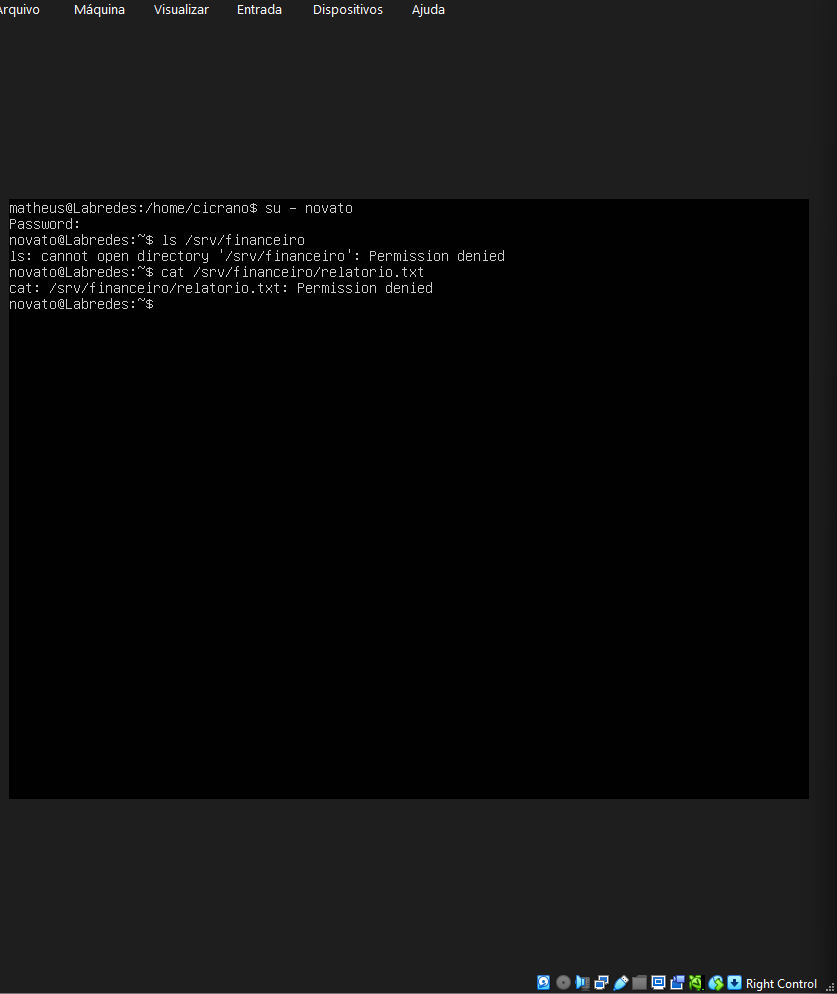 Arquivo Máquina Visualizar Entrada Dispositivos Ajuda
matheus@Labredes:/home/cicrano$ su - novato
Password:
novato@Labredes:~$ ls /srv/financeiro
ls: cannot open directory '/srv/financeiro': Permission denied
novato@Labredes:~$ cat /srv/financeiro/relatorio.txt
cat: /srv/financeiro/relatorio.txt: Permission denied
novato@Labredes:~$
Right Control